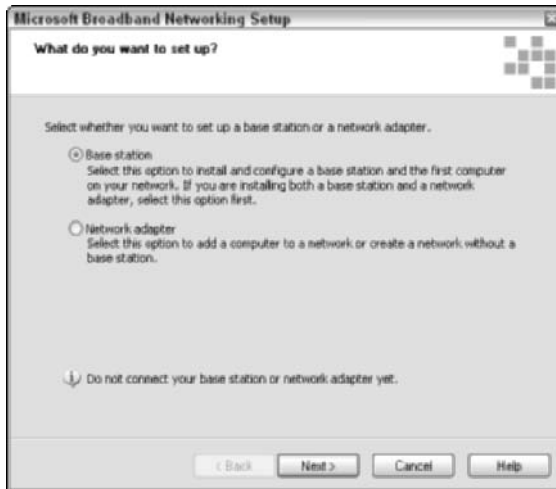 Microsoft Broadband Networking Setup
What do you want to set up?
Select whether you want to set up a base station or a network adapter.
Base station
Select this option to install and configure a base station and the first computer
on your network. If you are installing both a base station and a network
adapter, select this option first.
Network adapter
Select this option to add a computer to a network or create a network without a
base station.
Do not connect your base station or network adapter yet.
< Back Next > Cancel Help